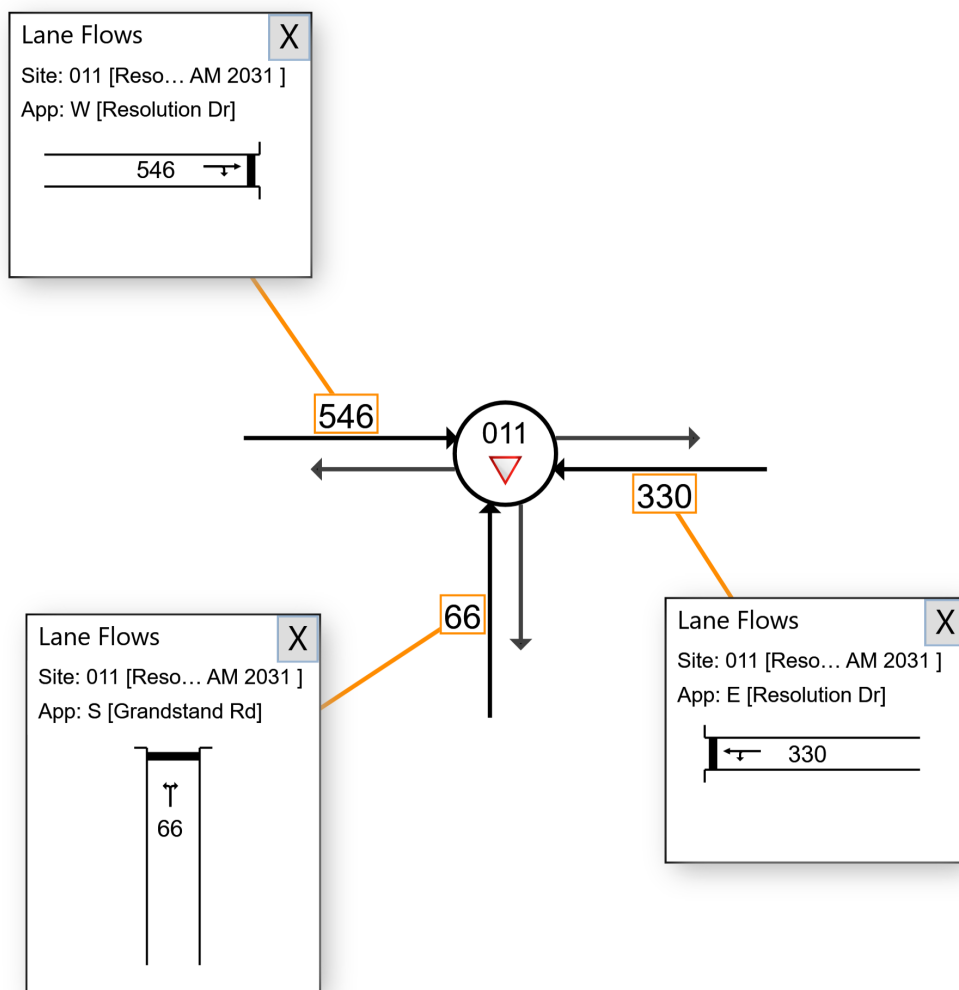 Lane Flows
X
Site: 011 [Reso... AM 2031 ]
App: W [Resolution Dr]
546
546
011
330
66
Lane Flows
X
Site: 011 [Reso... AM 2031 ]
App: S [Grandstand Rd]
66
Lane Flows
X
Site: 011 [Reso... AM 2031 ]
App: E [Resolution Dr]
330